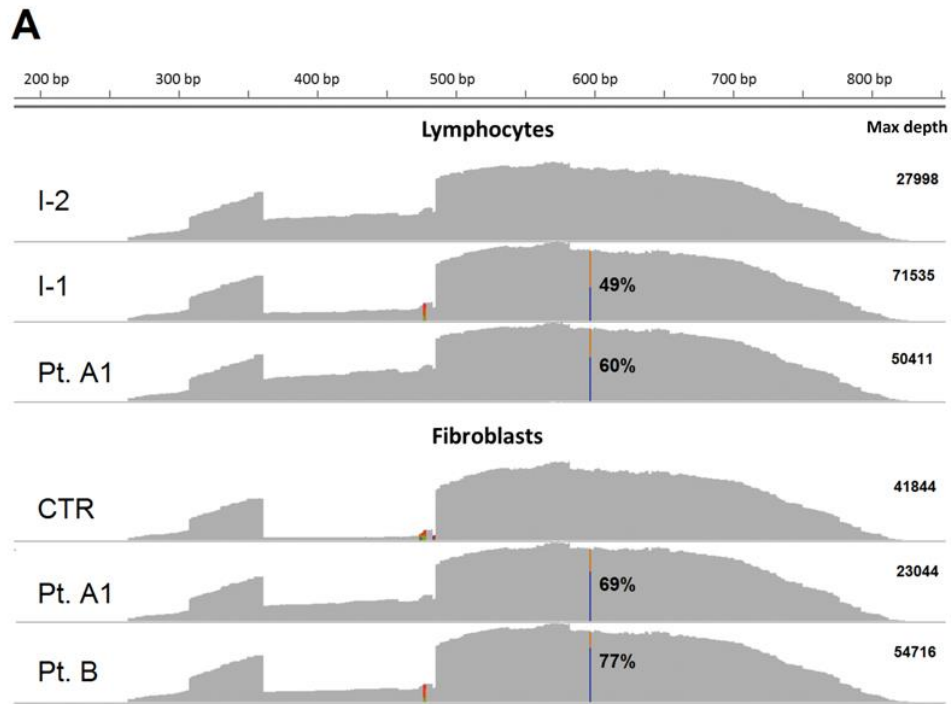 A
200 bp 300 bp 400 bp 500 bp 600 bp 700 bp 800 bp
Lymphocytes Max depth
I-2 27998
I-1 49% 71535
Pt. A1 60% 50411
Fibroblasts
CTR 41844
Pt. A1 69% 23044
Pt. B 77% 54716